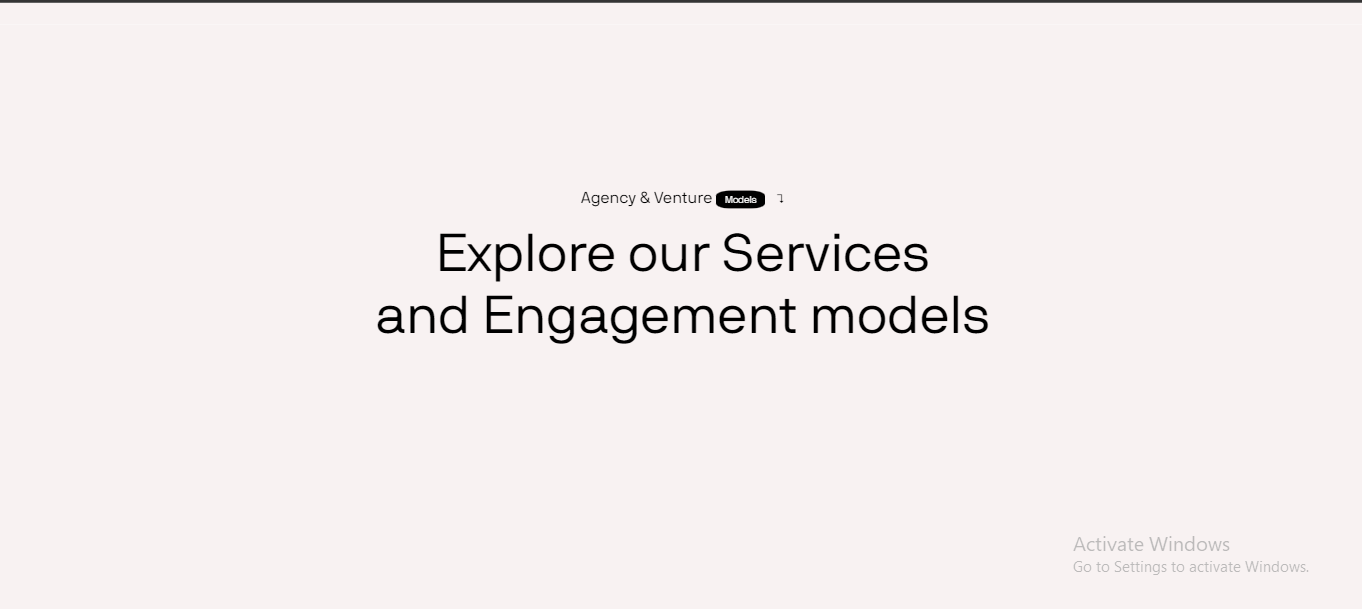 Agency & Venture Models ⤵
Explore our Services
and Engagement models
Activate Windows
Go to Settings to activate Windows.